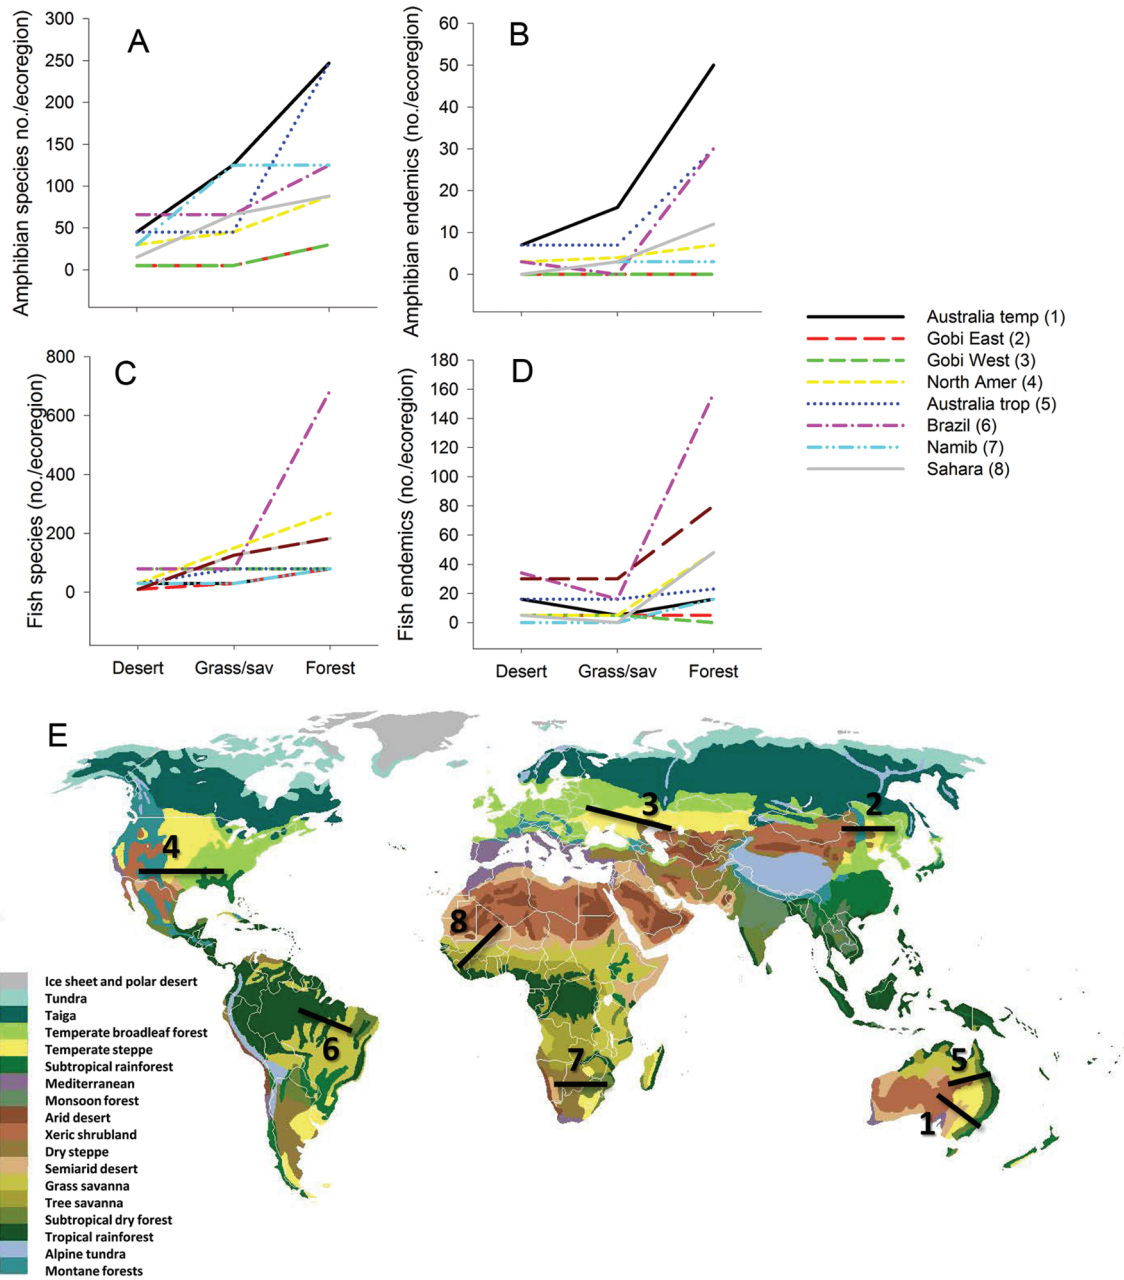 A
B
Amphibian species no./ecoregion)
300
250
200
150
100
50
0
Amphibian endemics (no./ecoregion)
60
50
40
30
20
10
0
Australia temp (1)
Gobi East (2)
Gobi West (3)
North Amer (4)
Australia trop (5)
Brazil (6)
Namib (7)
Sahara (8)
C
D
Fish species (no./ecoregion)
800
600
400
200
0
Fish endemics (no./ecoregion)
180
160
140
120
100
80
60
40
20
0
Desert Grass/sav Forest
Desert Grass/sav Forest
E
3
2
4
8
6
7
5
1
Ice sheet and polar desert
Tundra
Taiga
Temperate broadleaf forest
Temperate steppe
Subtropical rainforest
Mediterranean
Monsoon forest
Arid desert
Xeric shrubland
Dry steppe
Semiarid desert
Grass savanna
Tree savanna
Subtropical dry forest
Tropical rainforest
Alpine tundra
Montane forests